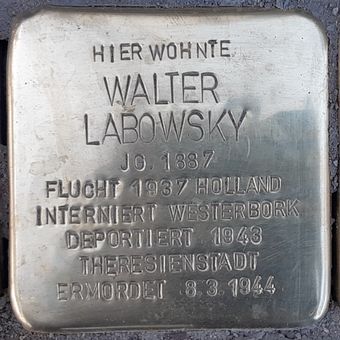 HIER WOHNTE
WALTER
LABOWSKY
JG. 1887
FLUCHT 1937 HOLLAND
INTERNIERT WESTERBORK
DEPORTIERT 1943
THERESIENSTADT
ERMORDET 8.3.1944